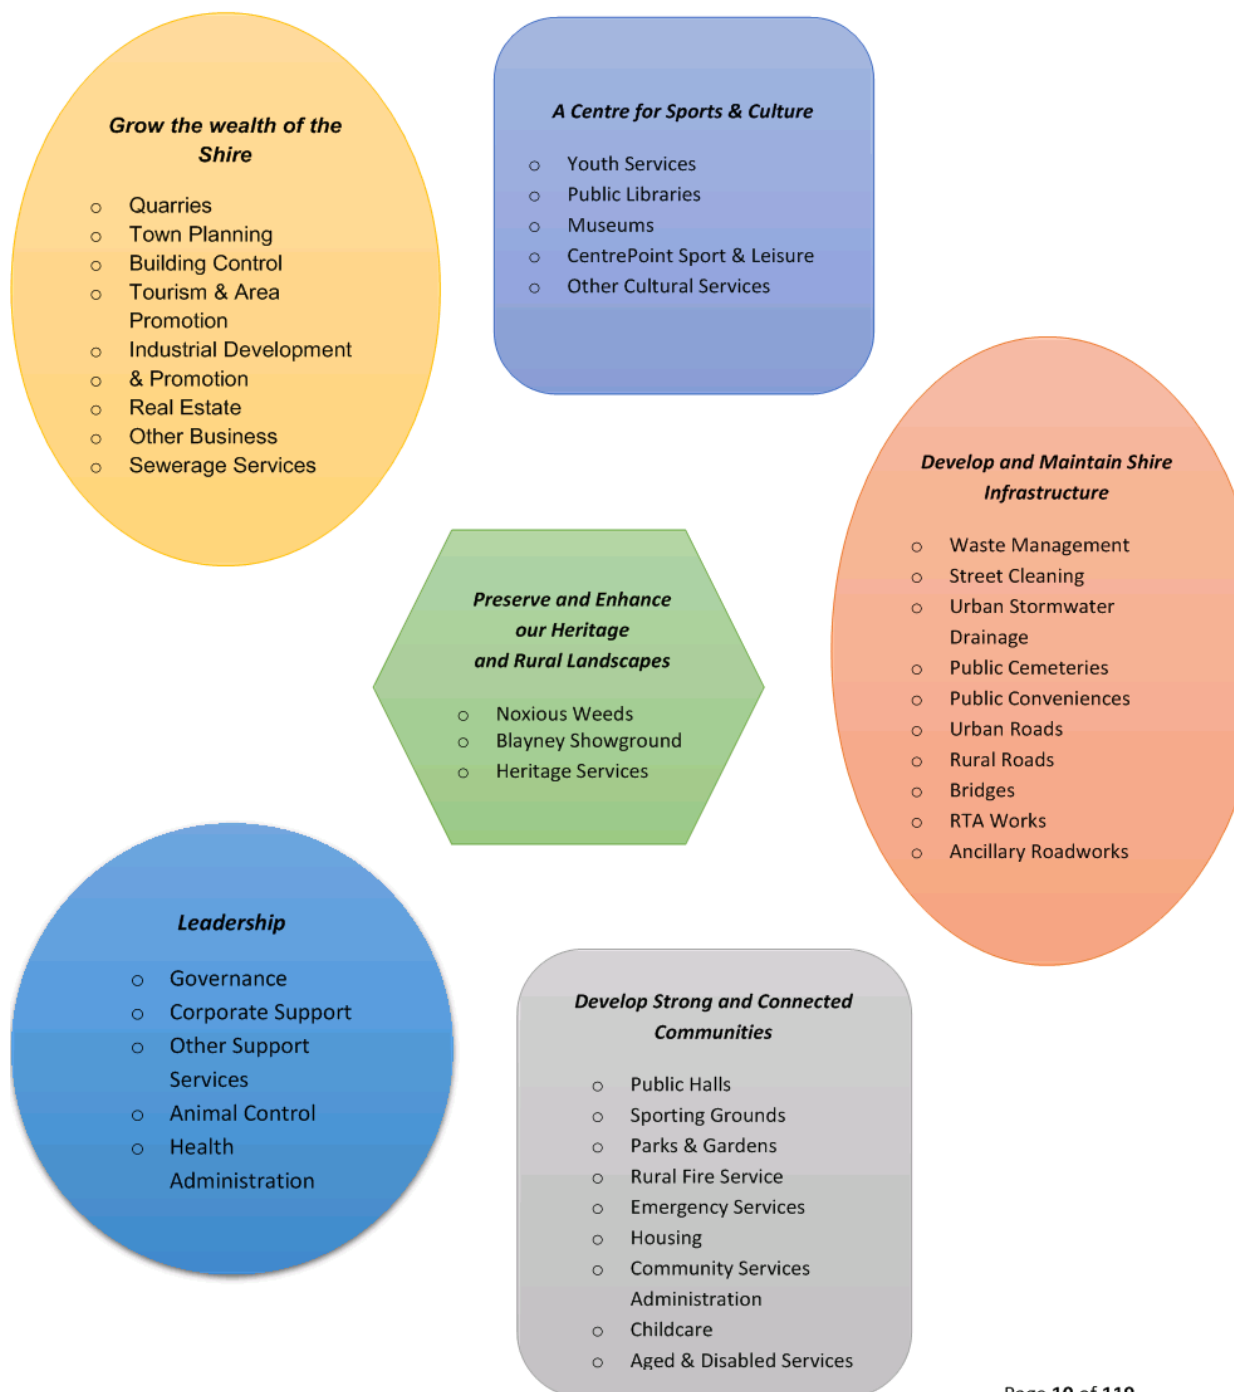 Grow the wealth of the
Shire
o Quarries
o Town Planning
o Building Control
o Tourism & Area
Promotion
o Industrial Development
o & Promotion
o Real Estate
o Other Business
o Sewerage Services
A Centre for Sports & Culture
o Youth Services
o Public Libraries
o Museums
o CentrePoint Sport & Leisure
o Other Cultural Services
Develop and Maintain Shire
Infrastructure
o Waste Management
o Street Cleaning
o Urban Stormwater
Drainage
o Public Cemeteries
o Public Conveniences
o Urban Roads
o Rural Roads
o Bridges
o RTA Works
o Ancillary Roadworks
Preserve and Enhance
our Heritage
and Rural Landscapes
o Noxious Weeds
o Blayney Showground
o Heritage Services
Leadership
o Governance
o Corporate Support
o Other Support
Services
o Animal Control
o Health
Administration
Develop Strong and Connected
Communities
o Public Halls
o Sporting Grounds
o Parks & Gardens
o Rural Fire Service
o Emergency Services
o Housing
o Community Services
Administration
o Childcare
o Aged & Disabled Services
Page 10 of 119